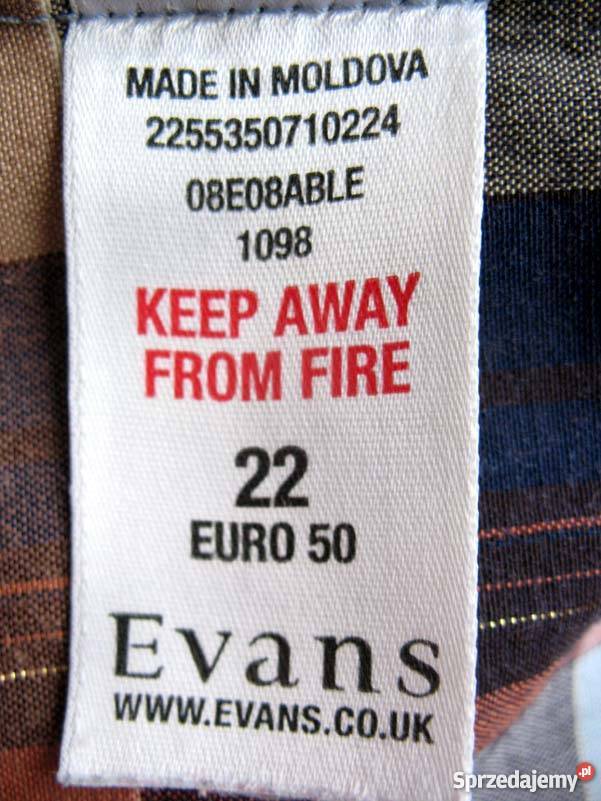 MADE IN MOLDOVA
2255350710224
08E08ABLE
1098
KEEP AWAY
FROM FIRE
22
EURO 50
Evans
WWW.EVANS.CO.UK
Sprzedajemy.pl